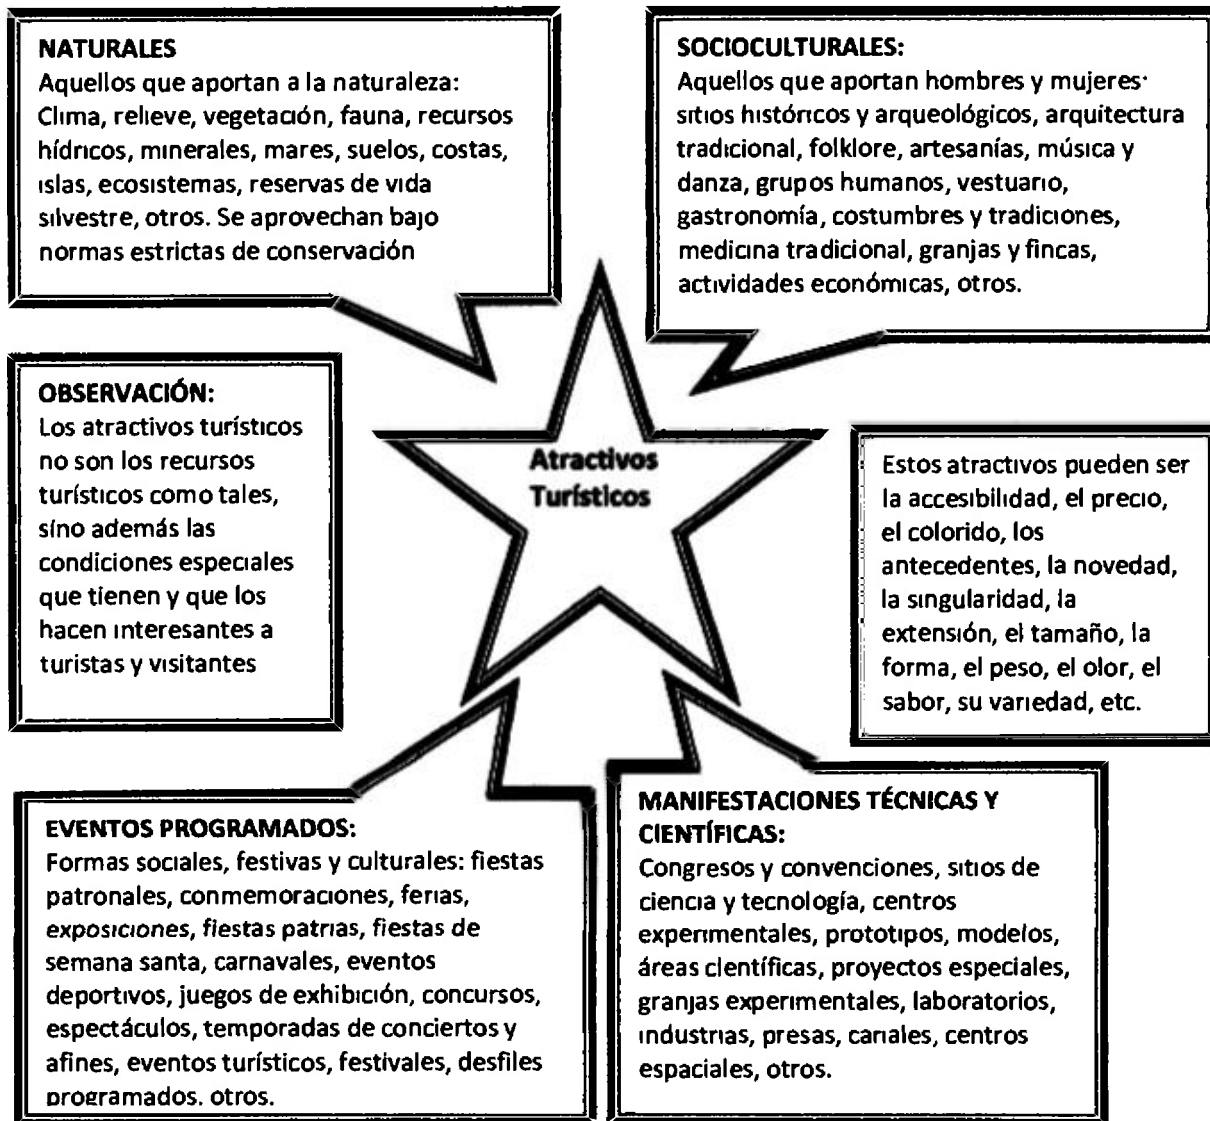 NATURALES
Aquellos que aportan a la naturaleza:
Clima, relieve, vegetación, fauna, recursos
hídricos, minerales, mares, suelos, costas,
islas, ecosistemas, reservas de vida
silvestre, otros. Se aprovechan bajo
normas estrictas de conservación
SOCIOCULTURALES:
Aquellos que aportan hombres y mujeres·
sitios históricos y arqueológicos, arquitectura
tradicional, folklore, artesanías, música y
danza, grupos humanos, vestuario,
gastronomía, costumbres y tradiciones,
medicina tradicional, granjas y fincas,
actividades económicas, otros.
OBSERVACIÓN:
Los atractivos turísticos
no son los recursos
turísticos como tales,
sino además las
condiciones especiales
que tienen y que los
hacen interesantes a
turistas y visitantes
Atractivos
Turísticos
Estos atractivos pueden ser
la accesibilidad, el precio,
el colorido, los
antecedentes, la novedad,
la singularidad, la
extensión, el tamaño, la
forma, el peso, el olor, el
sabor, su variedad, etc.
EVENTOS PROGRAMADOS:
Formas sociales, festivas y culturales: fiestas
patronales, conmemoraciones, ferias,
exposiciones, fiestas patrias, fiestas de
semana santa, carnavales, eventos
deportivos, juegos de exhibición, concursos,
espectáculos, temporadas de conciertos y
afines, eventos turísticos, festivales, desfiles
programados. otros.
MANIFESTACIONES TÉCNICAS Y
CIENTÍFICAS:
Congresos y convenciones, sitios de
ciencia y tecnología, centros
experimentales, prototipos, modelos,
áreas científicas, proyectos especiales,
granjas experimentales, laboratorios,
industrias, presas, canales, centros
espaciales, otros.